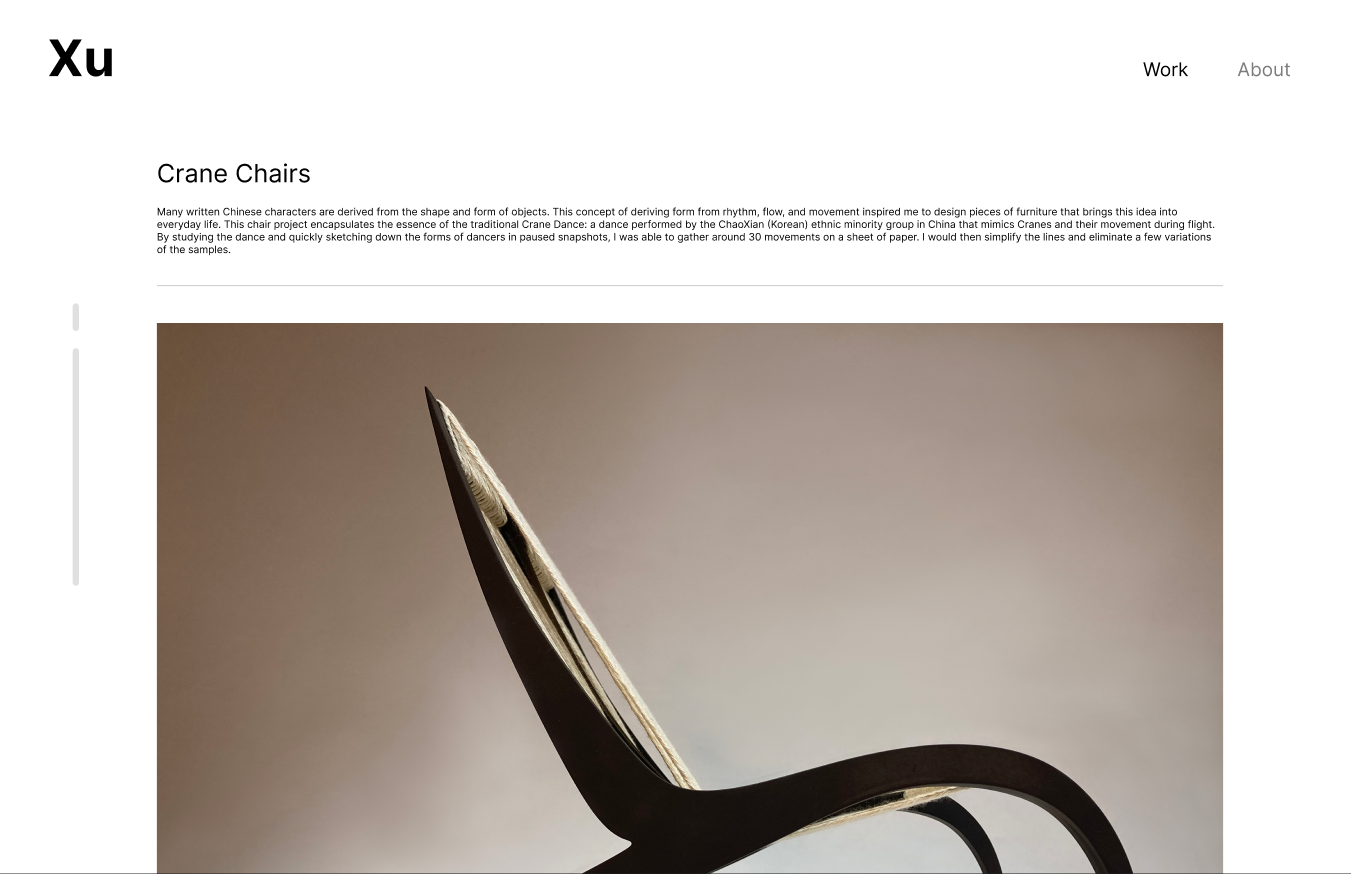 Xu
Work About
Crane Chairs
Many written Chinese characters are derived from the shape and form of objects. This concept of deriving form from rhythm, flow, and movement inspired me to design pieces of furniture that brings this idea into
everyday life. This chair project encapsulates the essence of the traditional Crane Dance: a dance performed by the ChaoXian (Korean) ethnic minority group in China that mimics Cranes and their movement during flight.
By studying the dance and quickly sketching down the forms of dancers in paused snapshots, I was able to gather around 30 movements on a sheet of paper. I would then simplify the lines and eliminate a few variations
of the samples.